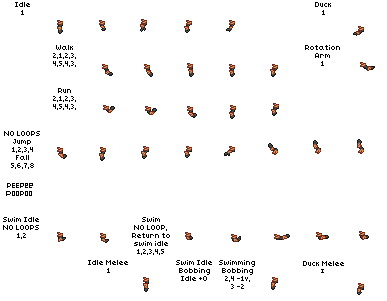 Idle
1
Duck
1
Walk
2,1,2,3,
4,5,4,3,
Rotation
Arm
1
Run
2,1,2,3,
4,5,4,3,
NO LOOPS
Jump
1,2,3,4
Fall
5,6,7,8
PEEPEE
POOPOO
Swim Idle
NO LOOPS
1,2
Swim
NO LOOP,
Return to
swim idle
1,2,3,4,5
Idle Melee
1
Swim Idle
Bobbing
Idle +0
Swimming
Bobbing
2,4 -1v,
3 -2
Duck Melee
1